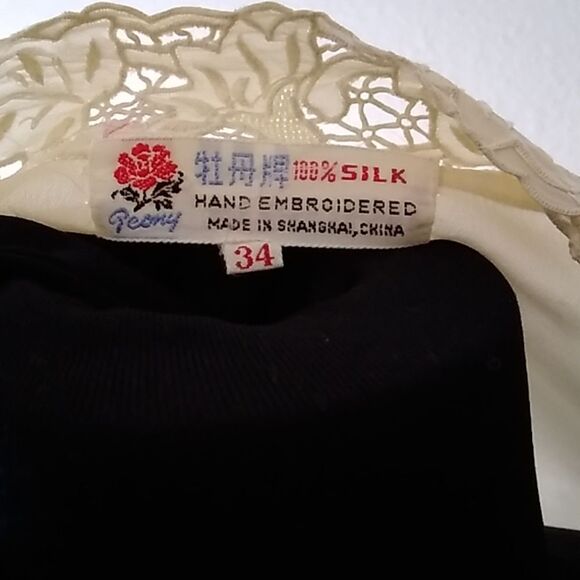 牡丹牌 100% SILK
Peony
HAND EMBROIDERED
MADE IN SHANGHAI, CHINA
34